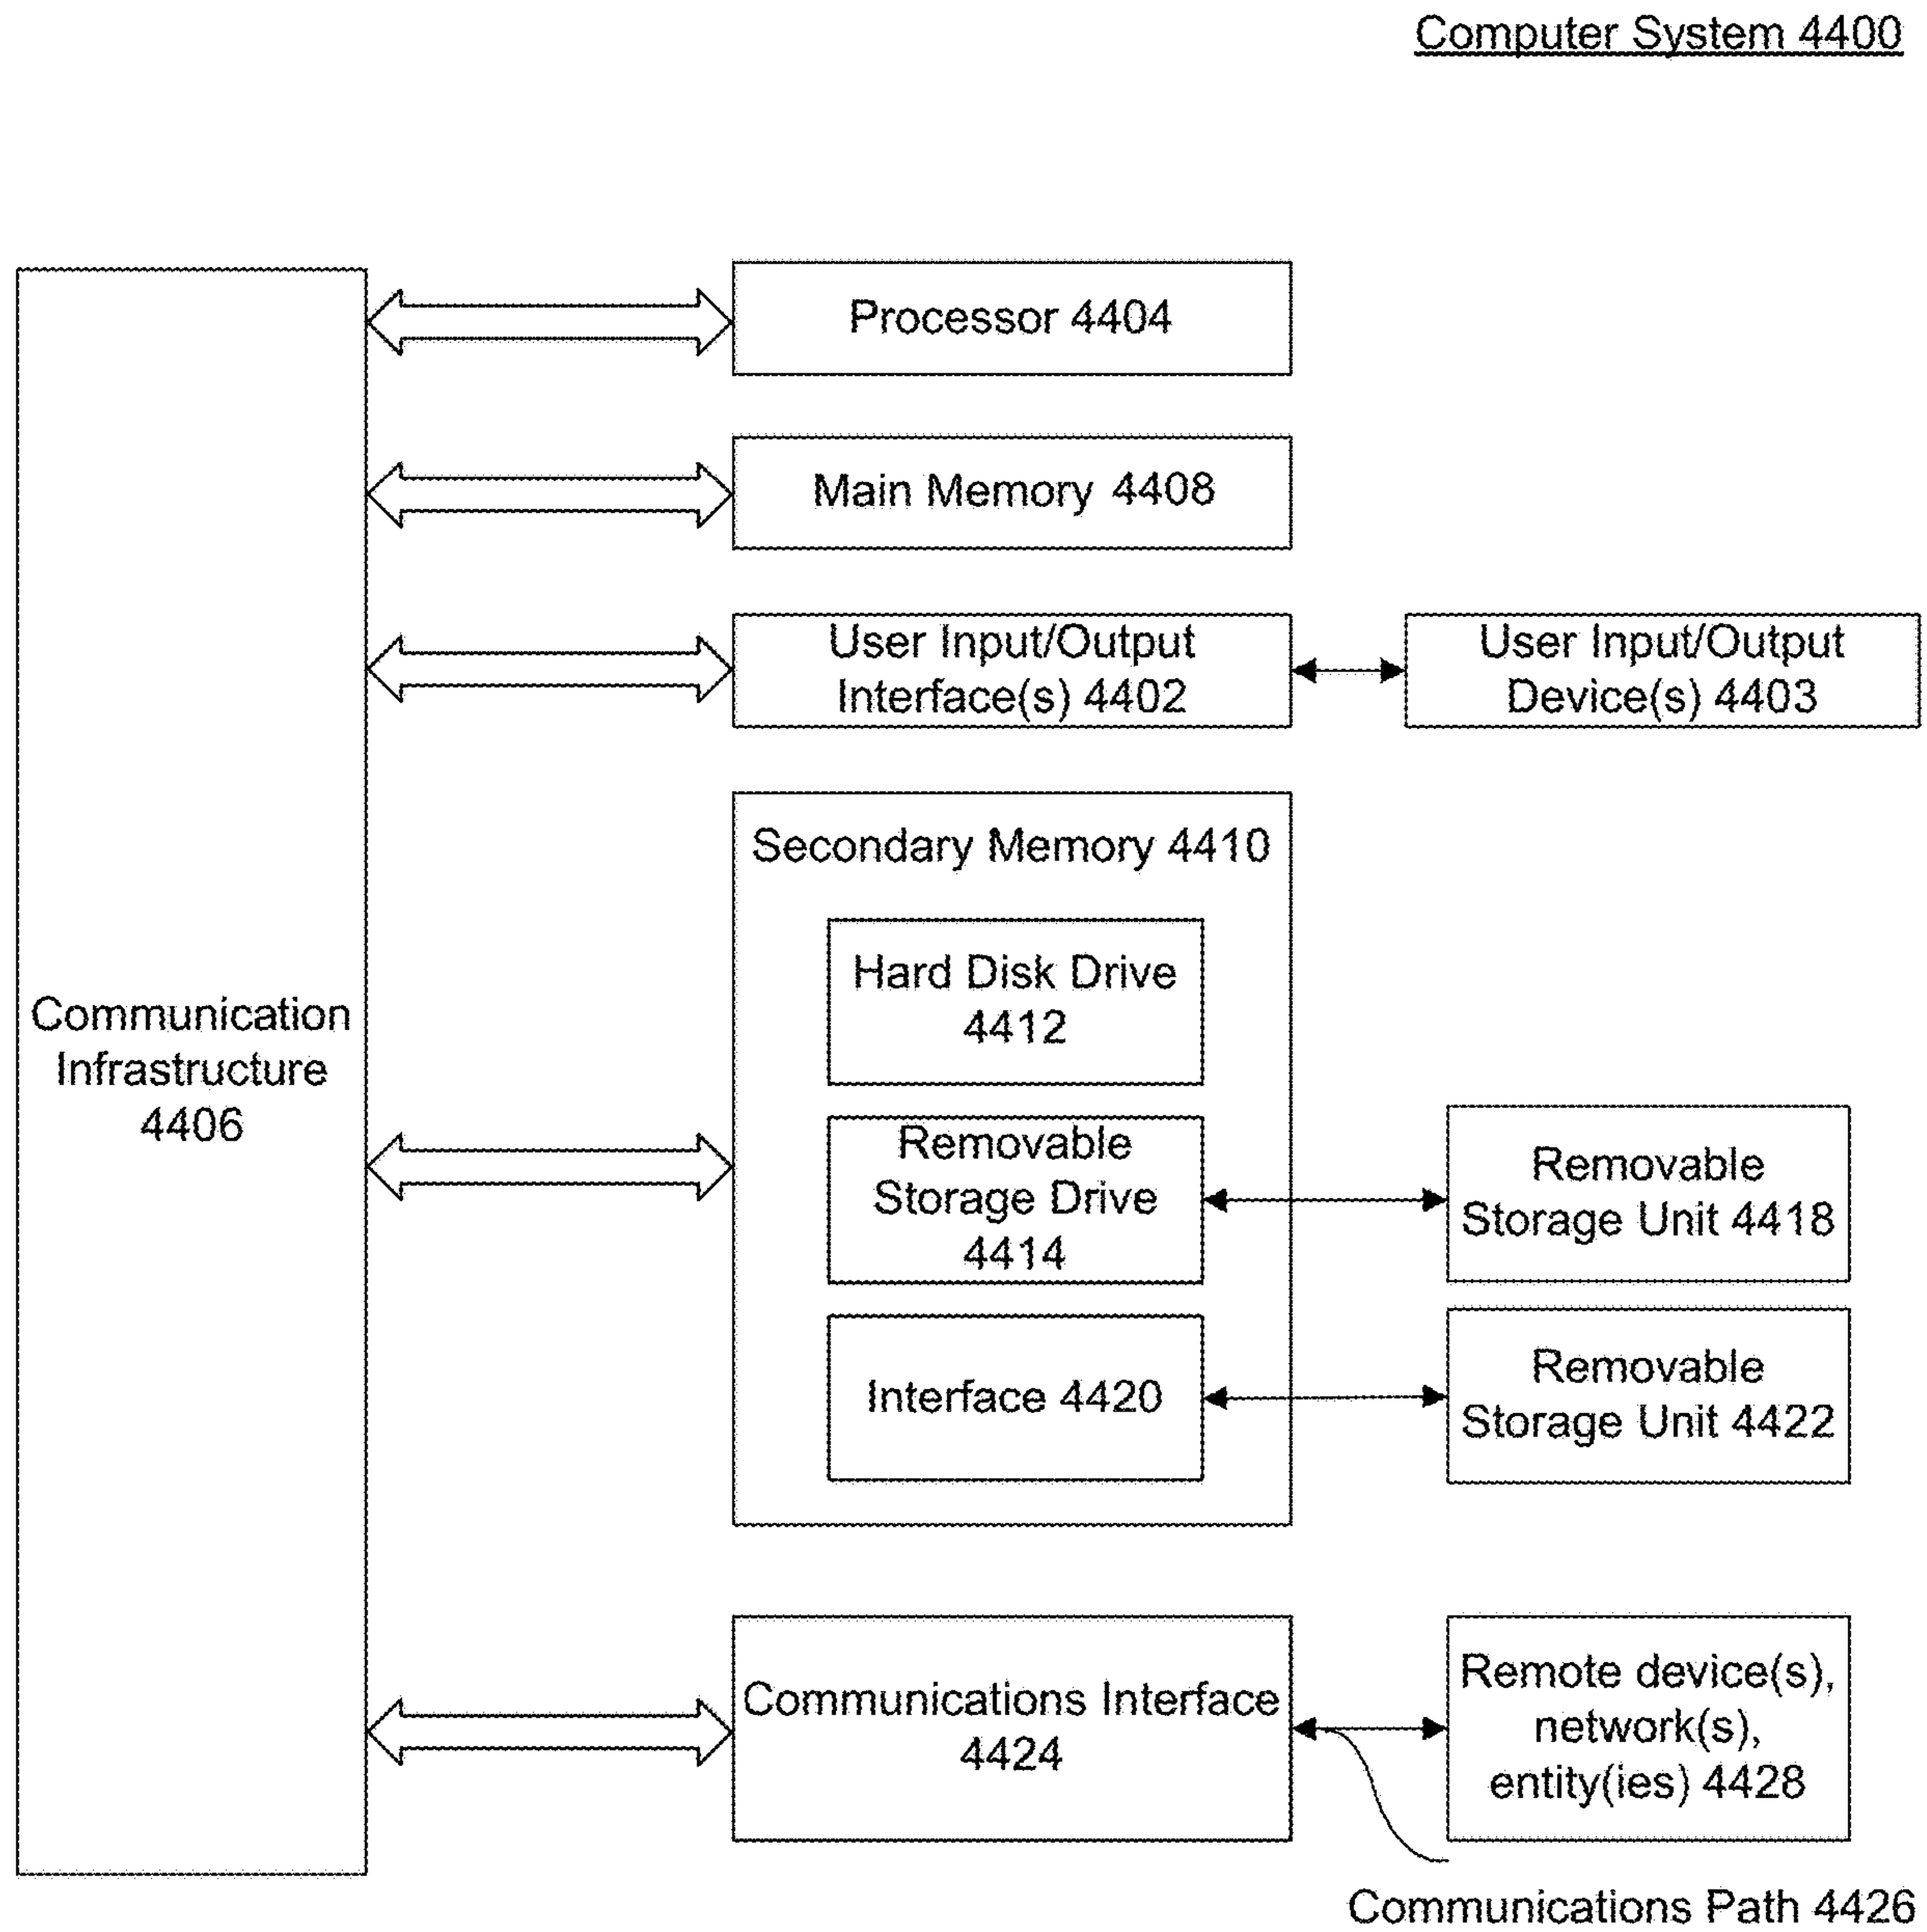 Computer System 4400
Processor 4404
Main Memory 4408
User Input/Output
Interface(s) 4402
User Input/Output
Device(s) 4403
Secondary Memory 4410
Hard Disk Drive
4412
Communication
Infrastructure
4406
Removable
Storage Drive
4414
Removable
Storage Unit 4418
Interface 4420
Removable
Storage Unit 4422
Communications Interface
4424
Remote device(s),
network(s),
entity(ies) 4428
Communications Path 4426